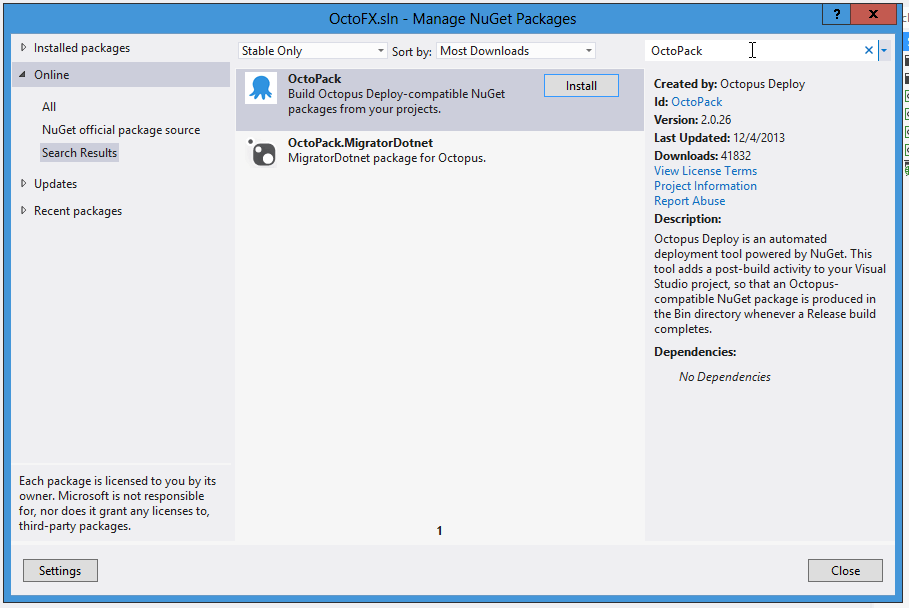 OctoFX.sln - Manage NuGet Packages
?
x
Installed packages
Online
All
NuGet official package source
Search Results
Updates
Recent packages
Each package is licensed to you by its
owner. Microsoft is not responsible
for, nor does it grant any licenses to,
third-party packages.
Settings
Stable Only
Sort by:
Most Downloads
OctoPack
Install
Build Octopus Deploy-compatible NuGet
packages from your projects.
OctoPack.MigratorDotnet
MigratorDotnet package for Octopus.
1
OctoPack
Created by: Octopus Deploy
Id: OctoPack
Version: 2.0.26
Last Updated: 12/4/2013
Downloads: 41832
View License Terms
Project Information
Report Abuse
Description:
Octopus Deploy is an automated
deployment tool powered by NuGet. This
tool adds a post-build activity to your Visual
Studio project, so that an Octopus-
compatible NuGet package is produced in
the Bin directory whenever a Release build
completes.
Dependencies:
No Dependencies
Close